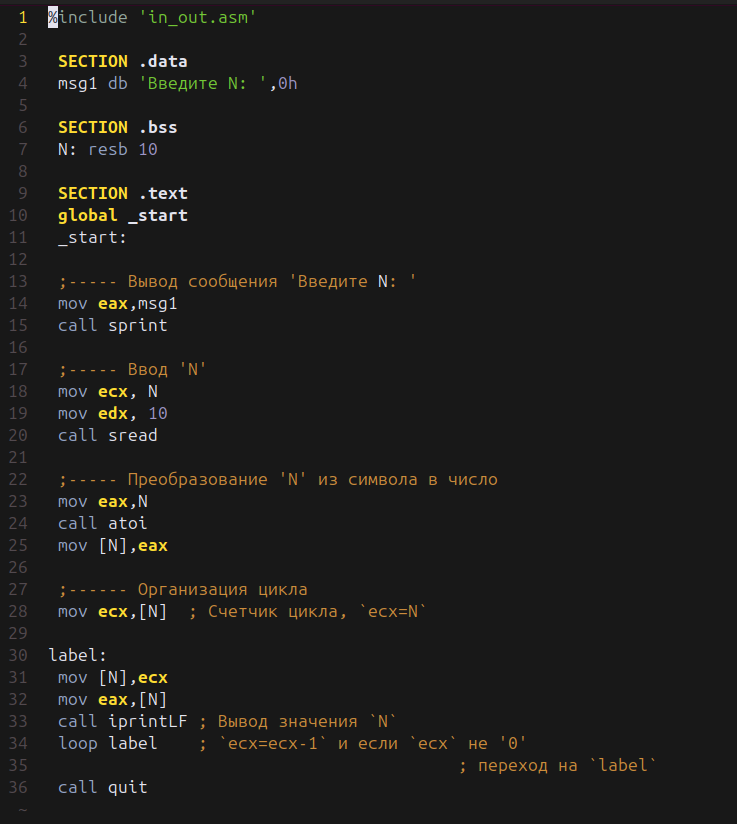 1 %include 'in_out.asm'
2
3 SECTION .data
4 msg1 db 'Введите N: ',0h
5
6 SECTION .bss
7 N: resb 10
8
9 SECTION .text
10 global _start
11 _start:
12
13 ;----- Вывод сообщения 'Введите N: '
14 mov eax,msg1
15 call sprint
16
17 ;----- Ввод 'N'
18 mov ecx, N
19 mov edx, 10
20 call sread
21
22 ;----- Преобразование 'N' из символа в число
23 mov eax,N
24 call atoi
25 mov [N],eax
26
27 ;------ Организация цикла
28 mov ecx,[N]  ; Счетчик цикла, `ecx=N`
29
30 label:
31 mov [N],ecx
32 mov eax,[N]
33 call iprintLF ; Вывод значения `N`
34 loop label    ; `ecx=ecx-1` и если `ecx` не '0'
35 ; переход на `label`
36 call quit
~